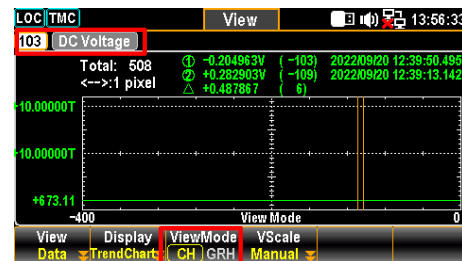 LOC TMC View 13:56:33
103 DC Voltage
Total: 508 ① -0.204963V ( -103) 2022/09/20 12:39:50.495
<-->:1 pixel ② +0.282903V ( -109) 2022/09/20 12:39:13.142
△ +0.487867 ( 6)
+10.00000T
+10.00000T
+673.11
-400 View Mode 0
View Display ViewMode VScale
Data TrendChart CH GRH Manual